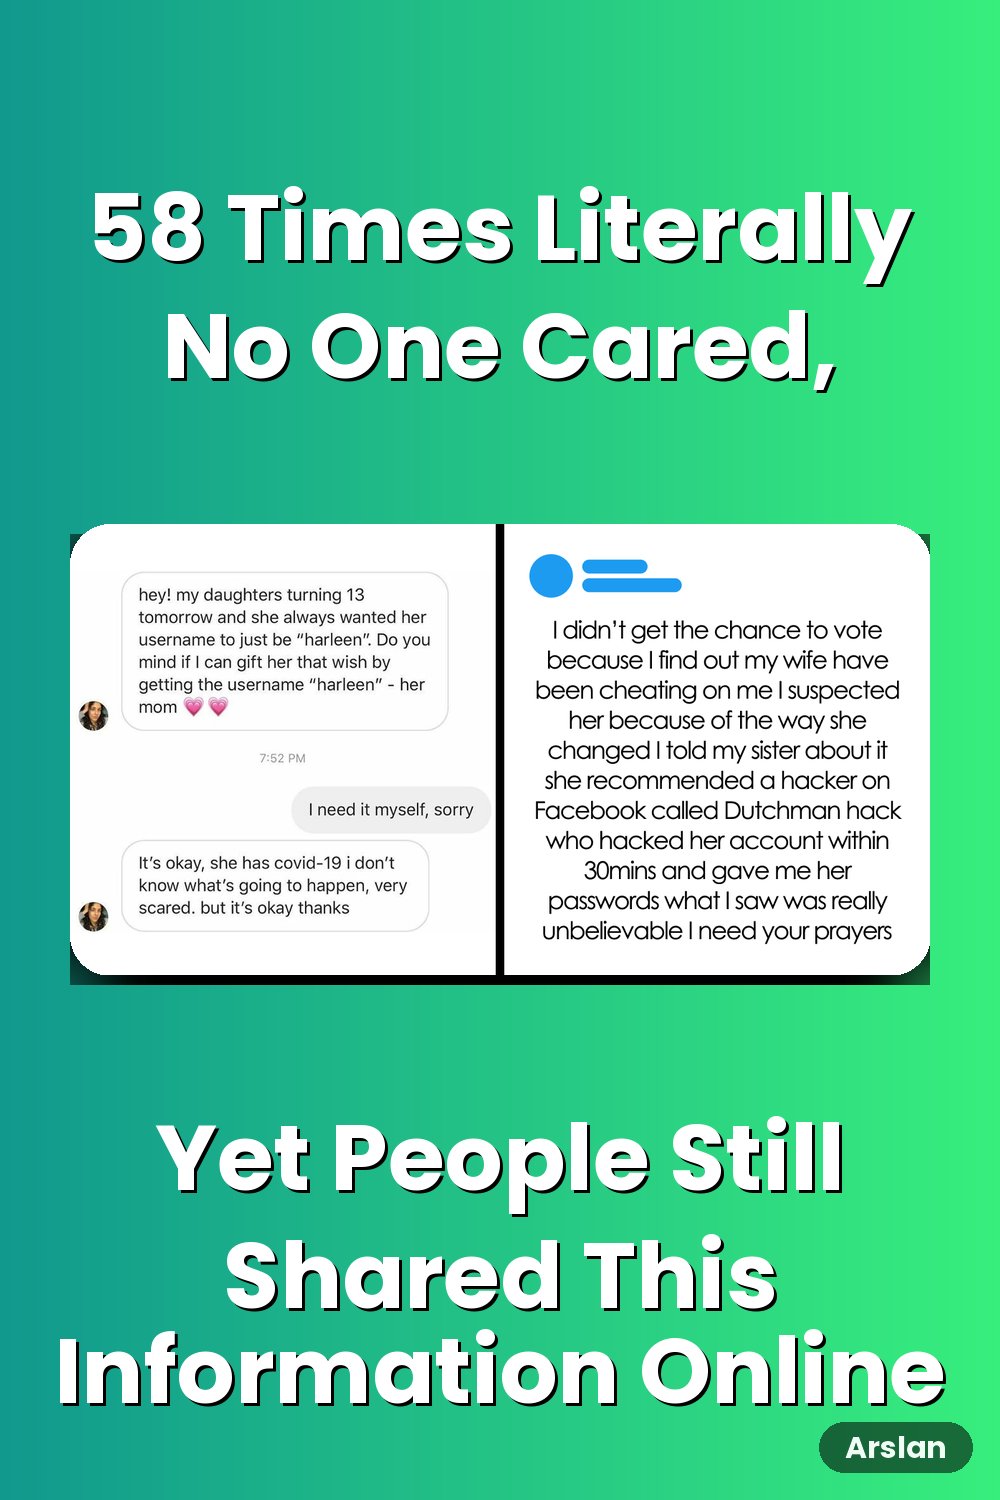 58 Times Literally
No One Cared,
hey! my daughters turning 13
tomorrow and she always wanted her
username to just be “harleen”. Do you
mind if I can gift her that wish by
getting the username “harleen” - her
mom 💗💗
7:52 PM
I need it myself, sorry
It’s okay, she has covid-19 i don’t
know what’s going to happen, very
scared. but it’s okay thanks
I didn’t get the chance to vote
because I find out my wife have
been cheating on me I suspected
her because of the way she
changed I told my sister about it
she recommended a hacker on
Facebook called Dutchman hack
who hacked her account within
30mins and gave me her
passwords what I saw was really
unbelievable I need your prayers
Yet People Still
Shared This
Information Online
Arslan